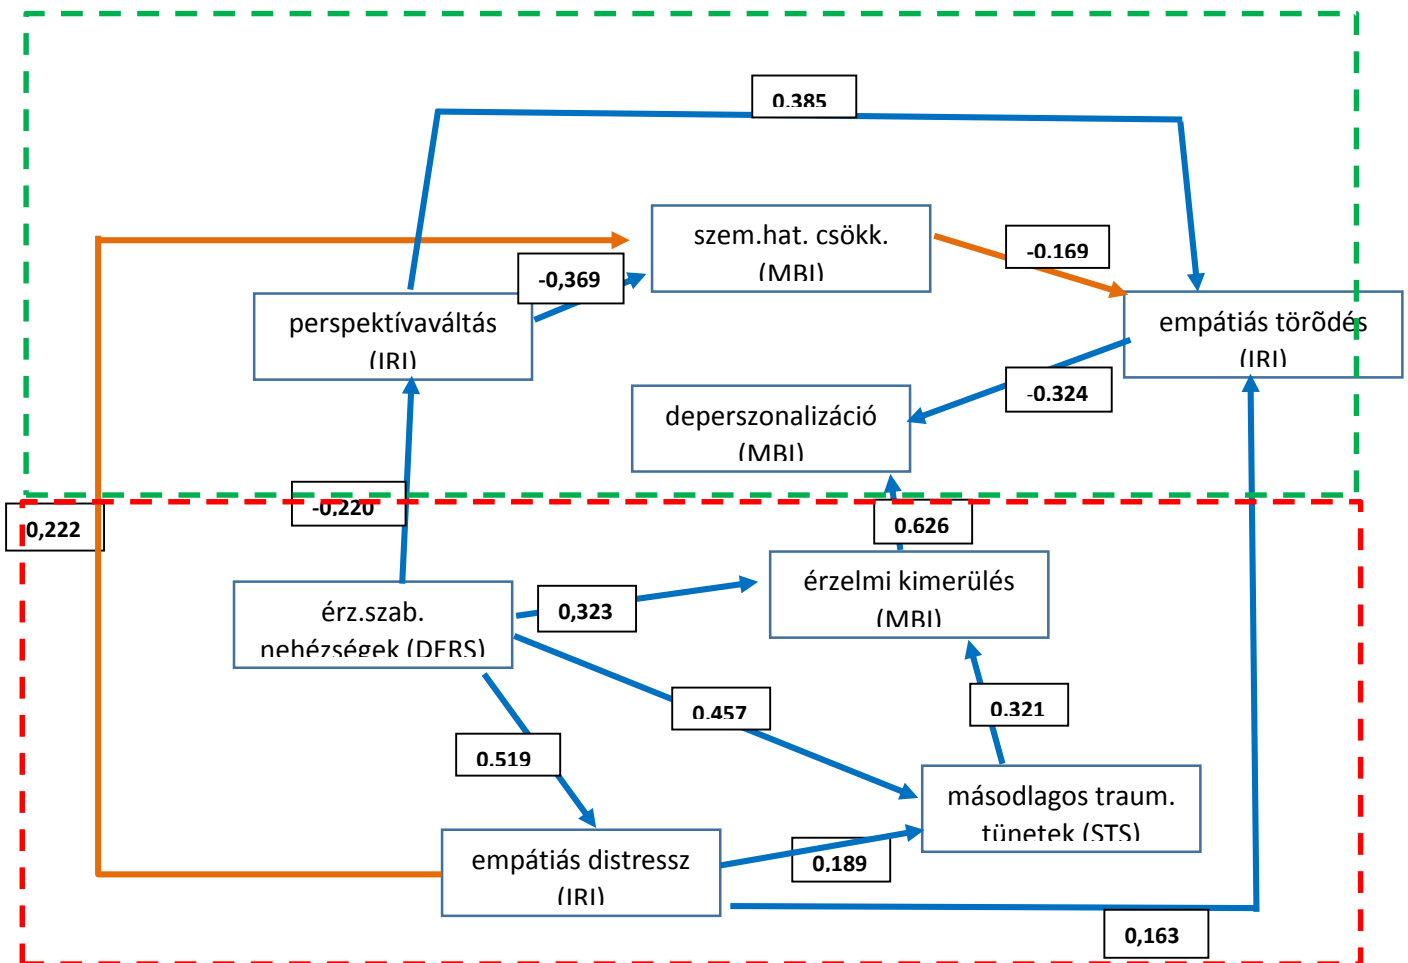 0.385
szem.hat. csökk.
(MBI)
-0.169
-0,369
perspektívaváltás
(IRI)
empátiás törõdés
(IRI)
-0.324
deperszonalizáció
(MBI)
-0,220
0,222
0.626
érzelmi kimerülés
(MBI)
érz.szab.
nehézségek (DERS)
0,323
0.457
0.321
0.519
másodlagos traum.
tünetek (STS)
empátiás distressz
(IRI)
0,189
0,163